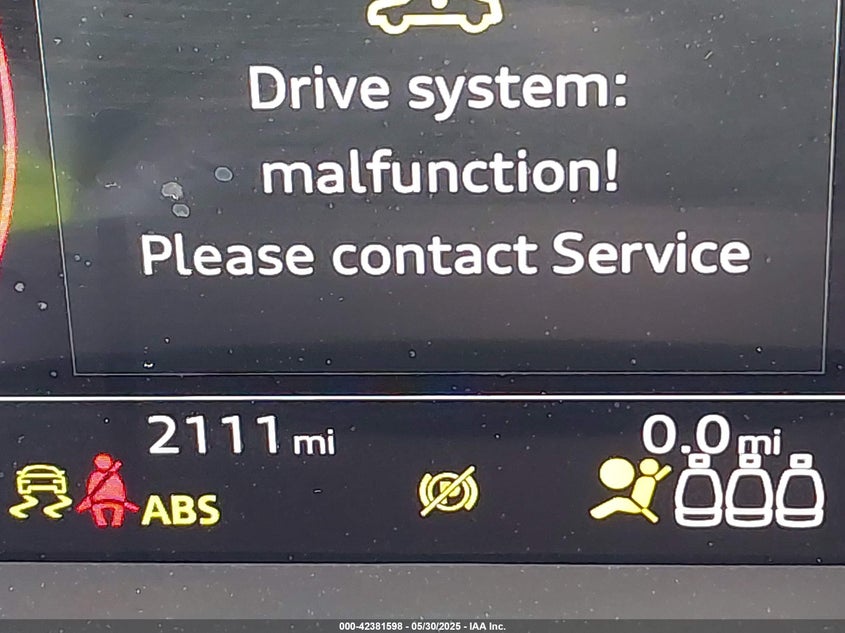 Drive system:
malfunction!
Please contact Service
2111 mi
0.0 mi
ABS
000-42381598 - 05/30/2025 - IAA Inc.